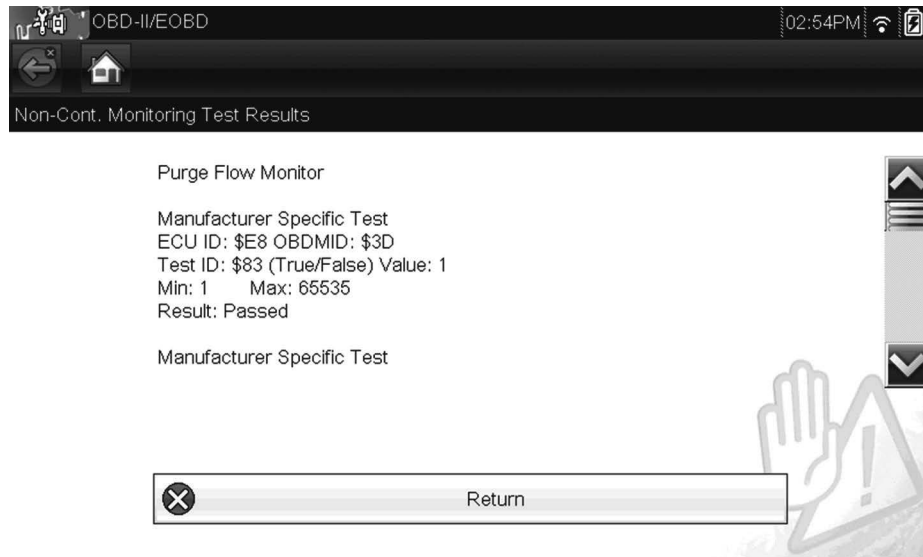 OBD-II/EOBD 02:54PM
Non-Cont. Monitoring Test Results
Purge Flow Monitor
Manufacturer Specific Test
ECU ID: $E8 OBDMID: $3D
Test ID: $83 (True/False) Value: 1
Min: 1 Max: 65535
Result: Passed
Manufacturer Specific Test
Return